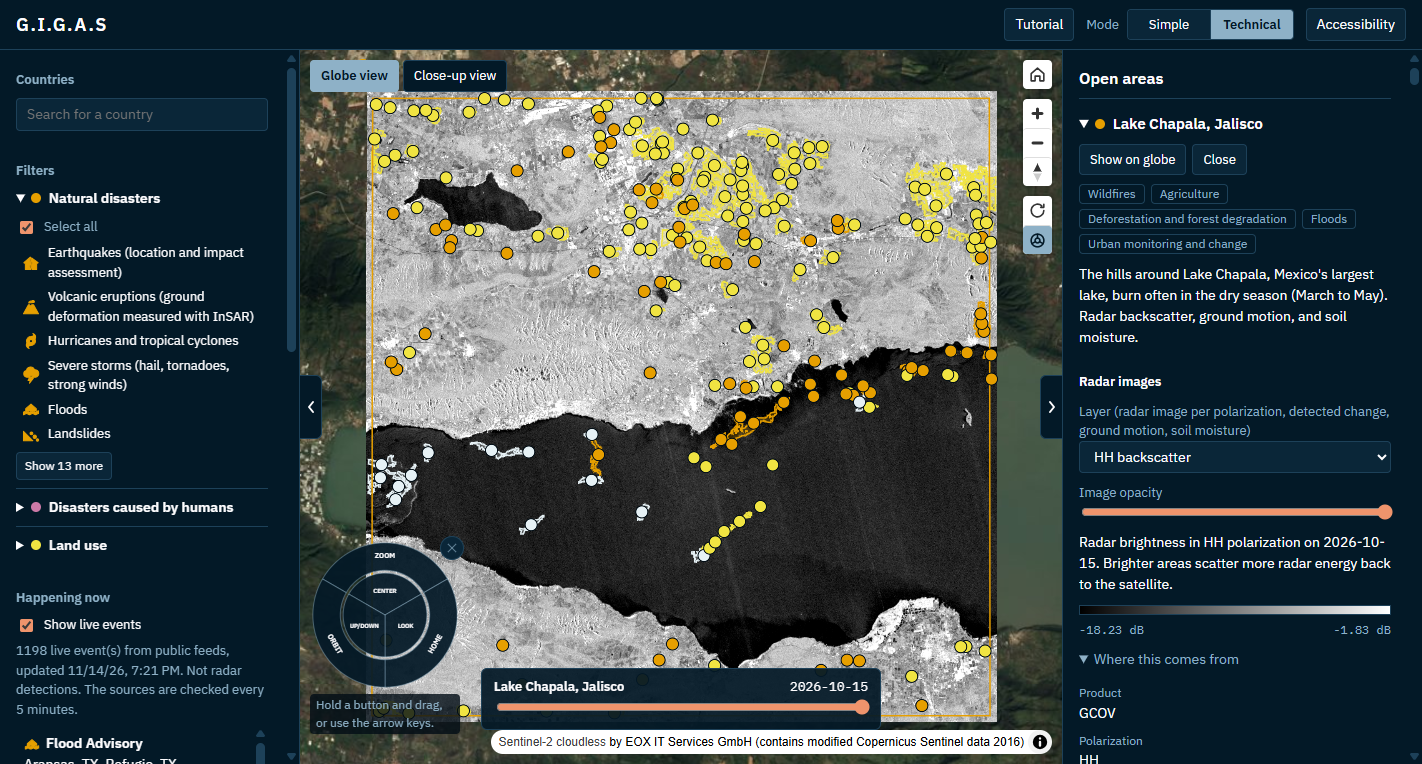 G.I.G.A.S
Tutorial
Mode
Simple
Technical
Accessibility
Countries
Search for a country
Filters
Natural disasters
Select all
Earthquakes (location and impact
assessment)
Volcanic eruptions (ground
deformation measured with InSAR)
Hurricanes and tropical cyclones
Severe storms (hail, tornadoes,
strong winds)
Floods
Landslides
Show 13 more
Disasters caused by humans
Land use
Happening now
Show live events
1198 live event(s) from public feeds,
updated 11/14/26, 7:21 PM. Not radar
detections. The sources are checked every
5 minutes.
Flood Advisory
Aransas, TX, Refugio, TX
Globe view
Close-up view
ZOOM
CENTER
UP/DOWN
LOOK
ORBIT
HOME
Hold a button and drag,
or use the arrow keys.
Lake Chapala, Jalisco
2026-10-15
Sentinel-2 cloudless by EOX IT Services GmbH (contains modified Copernicus Sentinel data 2016)
Open areas
Lake Chapala, Jalisco
Show on globe
Close
Wildfires
Agriculture
Deforestation and forest degradation
Floods
Urban monitoring and change
The hills around Lake Chapala, Mexico's largest
lake, burn often in the dry season (March to May).
Radar backscatter, ground motion, and soil
moisture.
Radar images
Layer (radar image per polarization, detected change,
ground motion, soil moisture)
HH backscatter
Image opacity
Radar brightness in HH polarization on 2026-10-
15. Brighter areas scatter more radar energy back
to the satellite.
-18.23 dB
-1.83 dB
Where this comes from
Product
GCOV
Polarization
HH